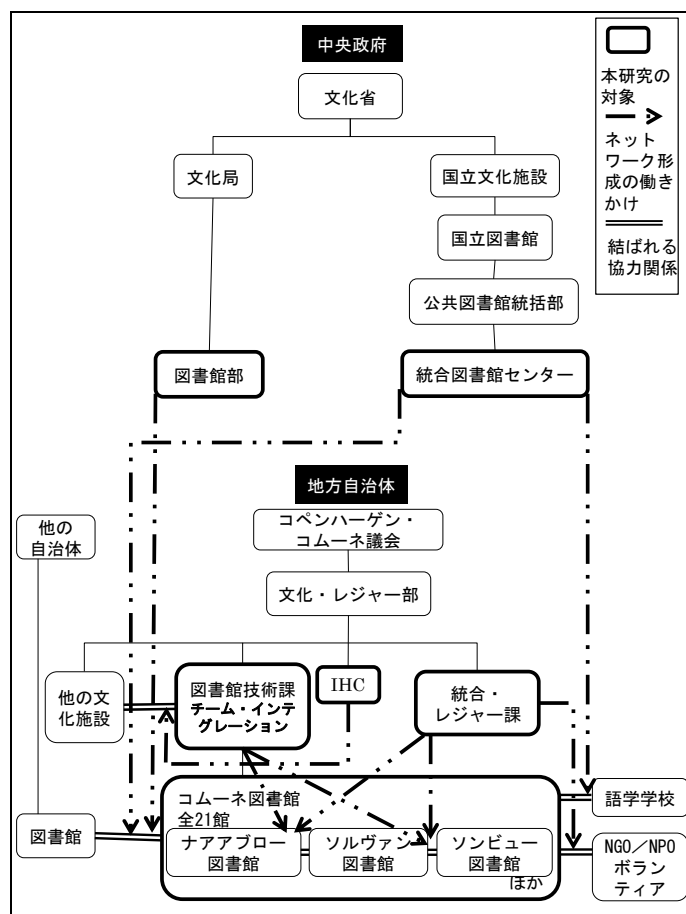 中央政府
文化省
文化局
国立文化施設
国立図書館
公共図書館統括部
図書館部
統合図書館センター
本研究の
対象
ネット
ワーク形
成の働き
かけ
結ばれる
協力関係
地方自治体
コペンハーゲン・
コムーネ議会
他の
自治体
文化・レジャー部
他の文
化施設
図書館技術課
チーム・インテ
グレーション
IHC
統合・
レジャー課
コムーネ図書館
全21館
図書館
ナアアブロー
図書館
ソルヴァン
図書館
ソンビュー
図書館
ほか
語学学校
NGO／NPO
ボラン
ティア